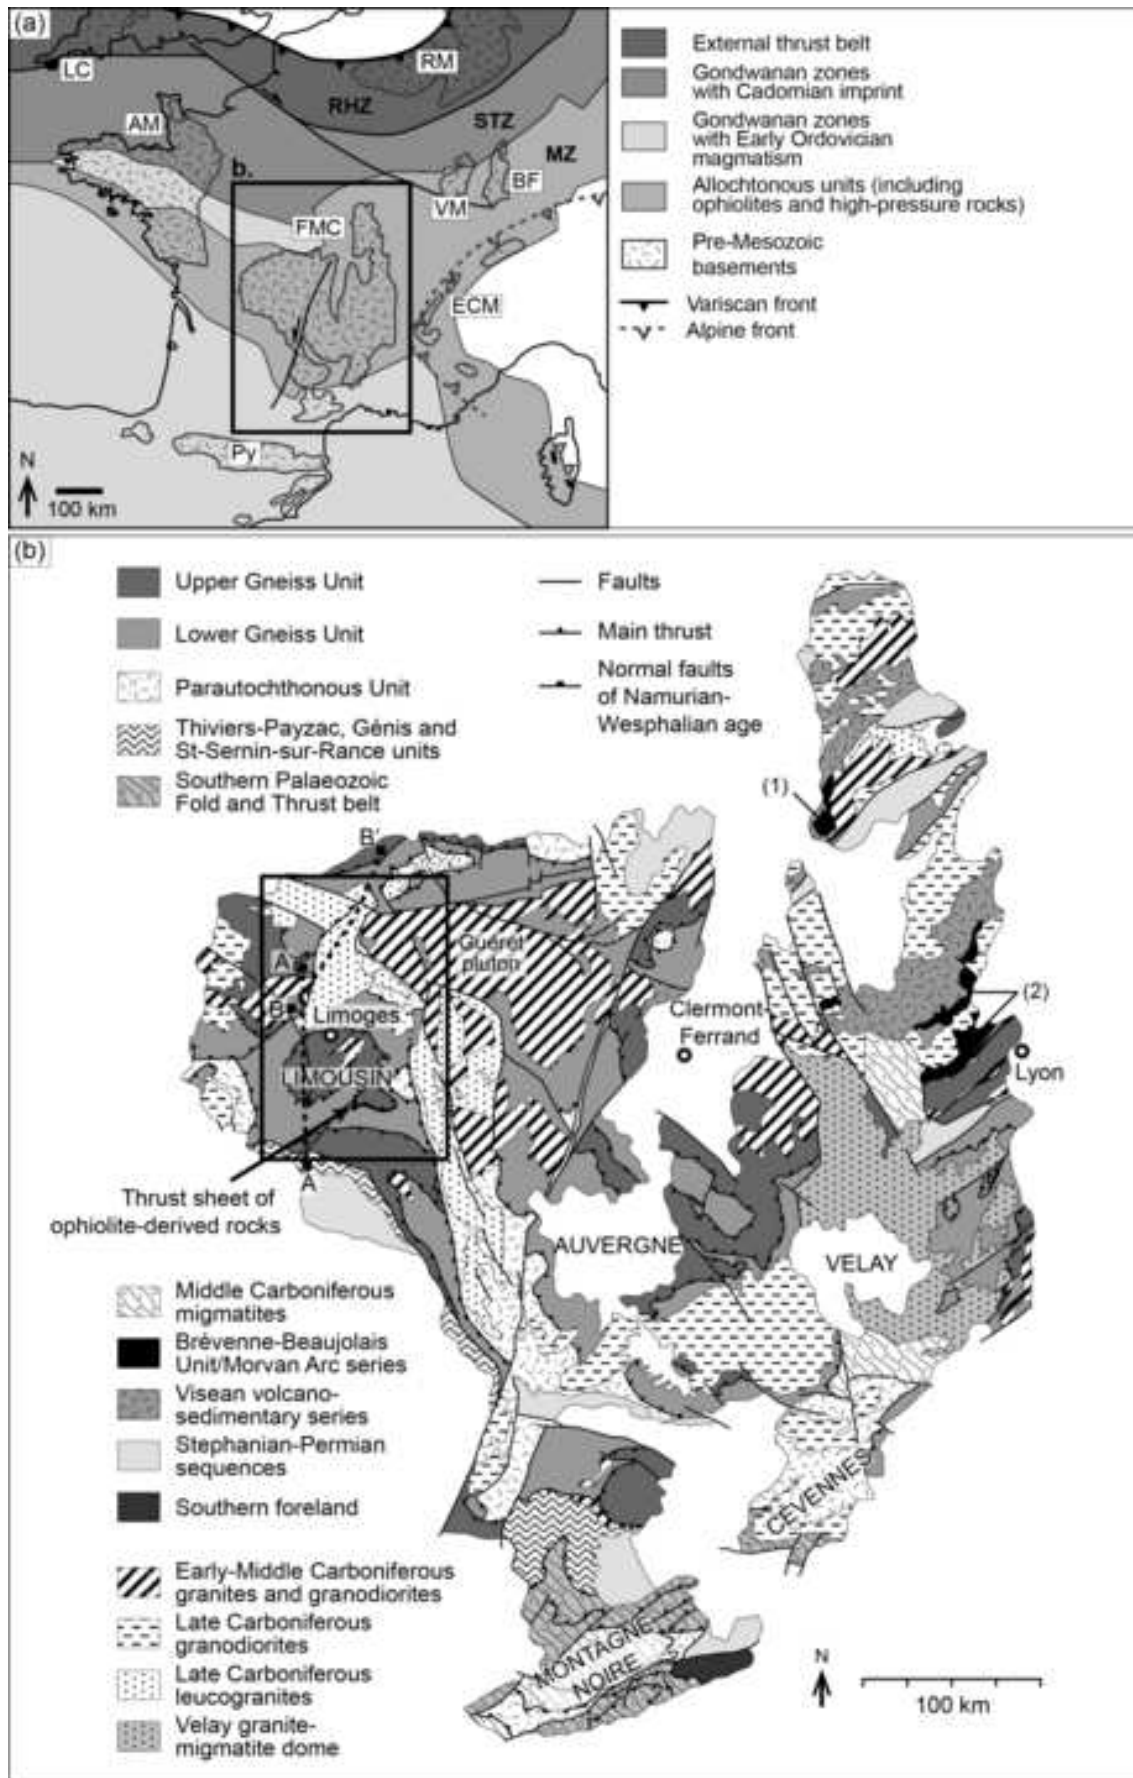 (a)
LC
RM
RHZ
AM
STZ
MZ
b.
BF
VM
FMC
ECM
Py
N
100 km
External thrust belt
Gondwanan zones
with Cadomian imprint
Gondwanan zones
with Early Ordovician
magmatism
Allochtonous units (including
ophiolites and high-pressure rocks)
Pre-Mesozoic
basements
Variscan front
Alpine front
(b)
Upper Gneiss Unit
Lower Gneiss Unit
Parautochthonous Unit
Thiviers-Payzac, Génis and
St-Sernin-sur-Rance units
Southern Palaeozoic
Fold and Thrust belt
Faults
Main thrust
Normal faults
of Namurian-
Wesphalian age
(1)
B'
Guéret
pluton
A'
B
Limoges
LIMOUSIN
A
Clermont-
Ferrand
(2)
Lyon
Thrust sheet of
ophiolite-derived rocks
AUVERGNE
VELAY
Middle Carboniferous
migmatites
Brévenne-Beaujolais
Unit/Morvan Arc series
Visean volcano-
sedimentary series
Stephanian-Permian
sequences
Southern foreland
CÉVENNES
Early-Middle Carboniferous
granites and granodiorites
Late Carboniferous
granodiorites
Late Carboniferous
leucogranites
Velay granite-
migmatite dome
MONTAGNE
NOIRE
N
100 km